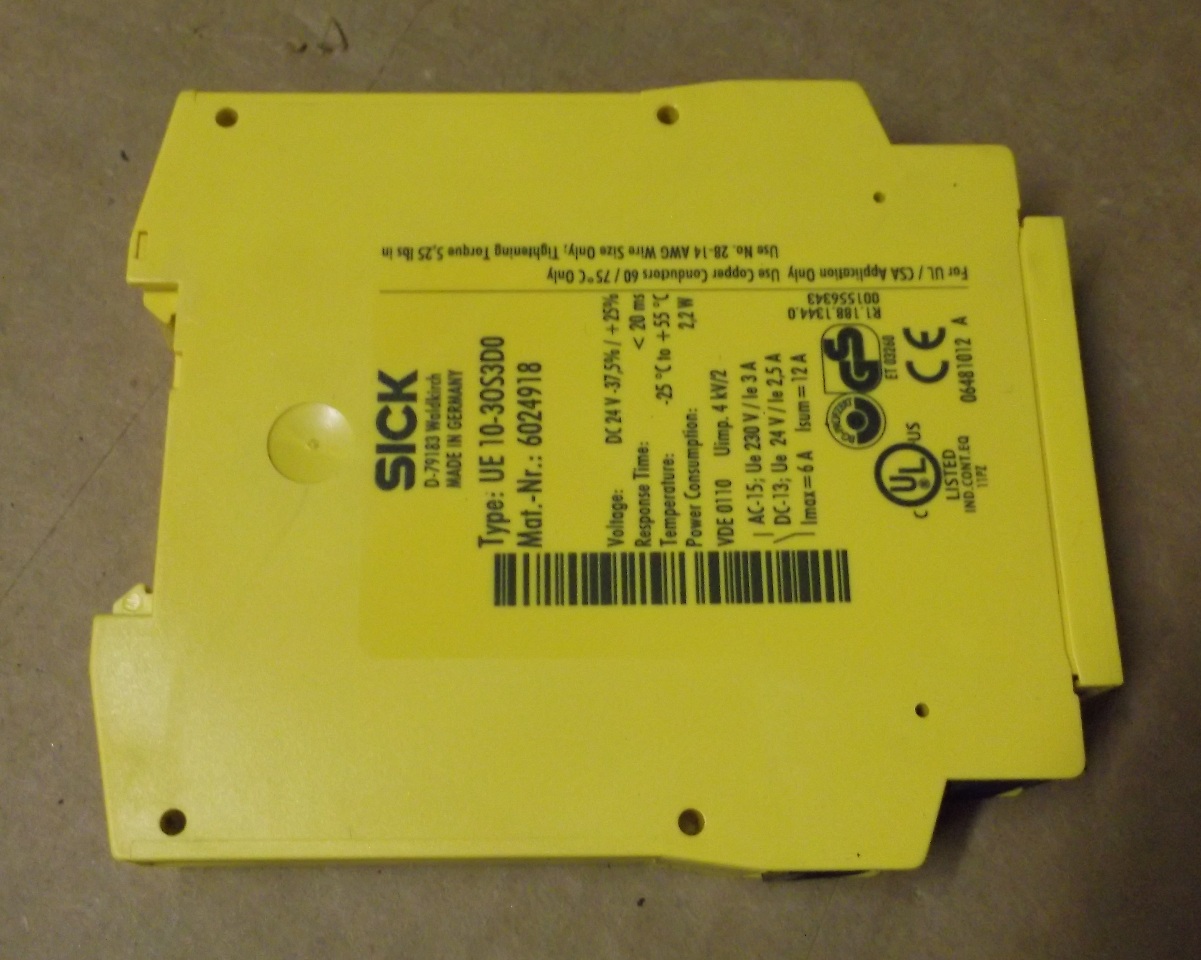 SICK
D-79183 Waldkirch
MADE IN GERMANY
Type: UE 10-3OS3D0
Mat.-Nr.: 6024918
Voltage: DC 24 V -37,5% / +25%
Response Time: < 20 ms
Temperature: -25 °C to +55 °C
Power Consumption: 2,2 W
VDE 0110 Uimp. 4 kV/2
AC-15; Ue 230 V / Ie 3 A
DC-13; Ue 24 V / Ie 2,5 A
Imax=6 A Isum=12 A
C UL US
LISTED
IND.CONT.EQ
11PZ
GS
ET 03260
CE
06481012 A
R1.188.1344.0
001556343
For UL / CSA Application Only Use Copper Conductors 60 / 75°C Only
Use No. 28-14 AWG Wire Size Only; Tightening Torque 5,25 lbs in